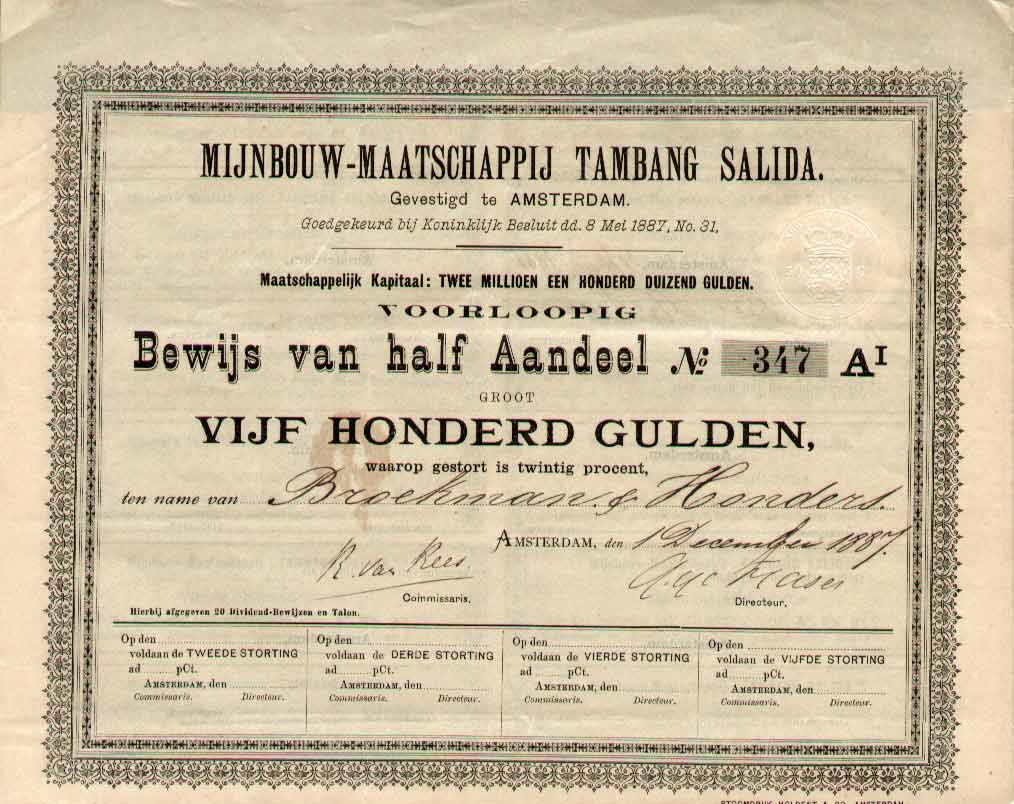 MIJNBOUW-MAATSCHAPPIJ TAMBANG SALIDA.
Gevestigd te AMSTERDAM.
Goedgekeurd bij Koninklijk Besluit dd. 8 Mei 1887, No. 31,
Maatschappelijk Kapitaal: TWEE MILLIOEN EEN HONDERD DUIZEND GULDEN.
VOORLOOPIG
Bewijs van half Aandeel No. 347 A I
GROOT
VIJF HONDERD GULDEN,
waarop gestort is twintig procent,
ten name van Broekman & Honders.
AMSTERDAM, den 1 December 1887.
R. van Rees.
Commissaris.
Fraser
Directeur.
Hierbij afgegeven 20 Dividend-Bewijzen en Talon.
Op den
voldaan de TWEEDE STORTING
ad pCt.
AMSTERDAM, den
Commissaris. Directeur.
Op den
voldaan de DERDE STORTING
ad pCt.
AMSTERDAM, den
Commissaris. Directeur.
Op den
voldaan de VIERDE STORTING
ad pCt.
AMSTERDAM, den
Commissaris. Directeur.
Op den
voldaan de VIJFDE STORTING
ad pCt.
AMSTERDAM, den
Commissaris. Directeur.